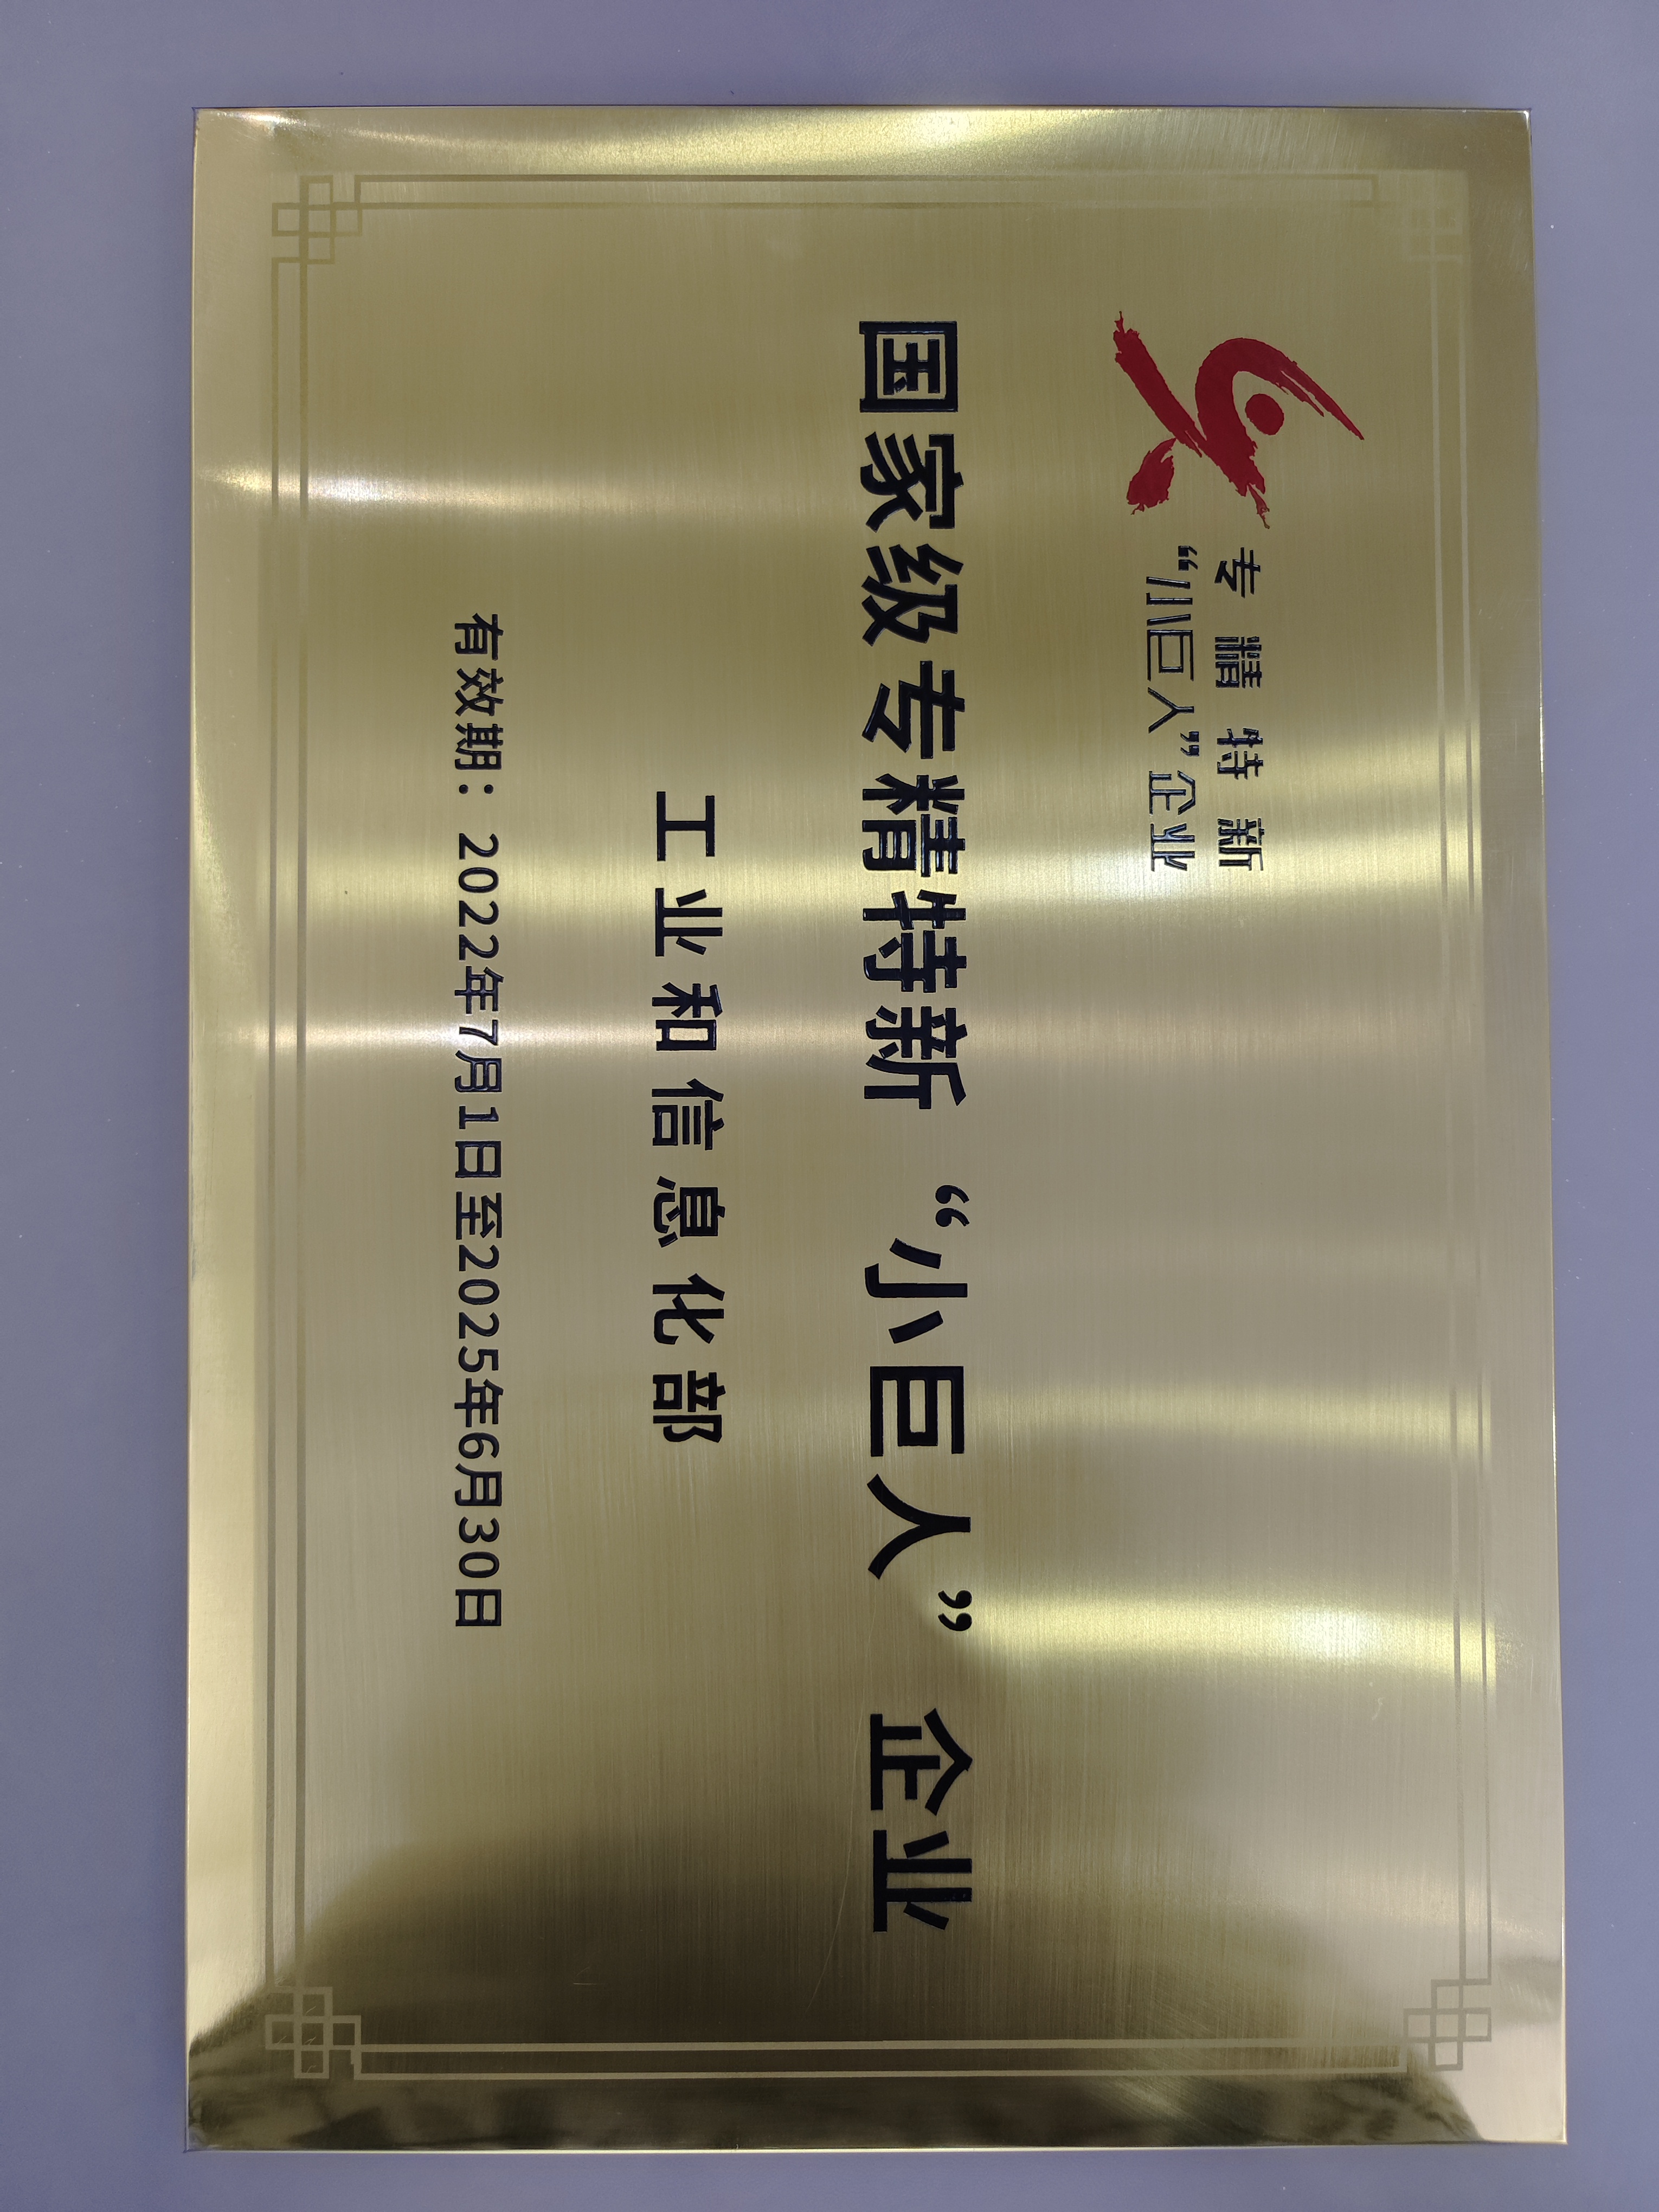 专精特新
“小巨人”企业
国家级专精特新“小巨人”企业
工业和信息化部
有效期：2022年7月1日至2025年6月30日